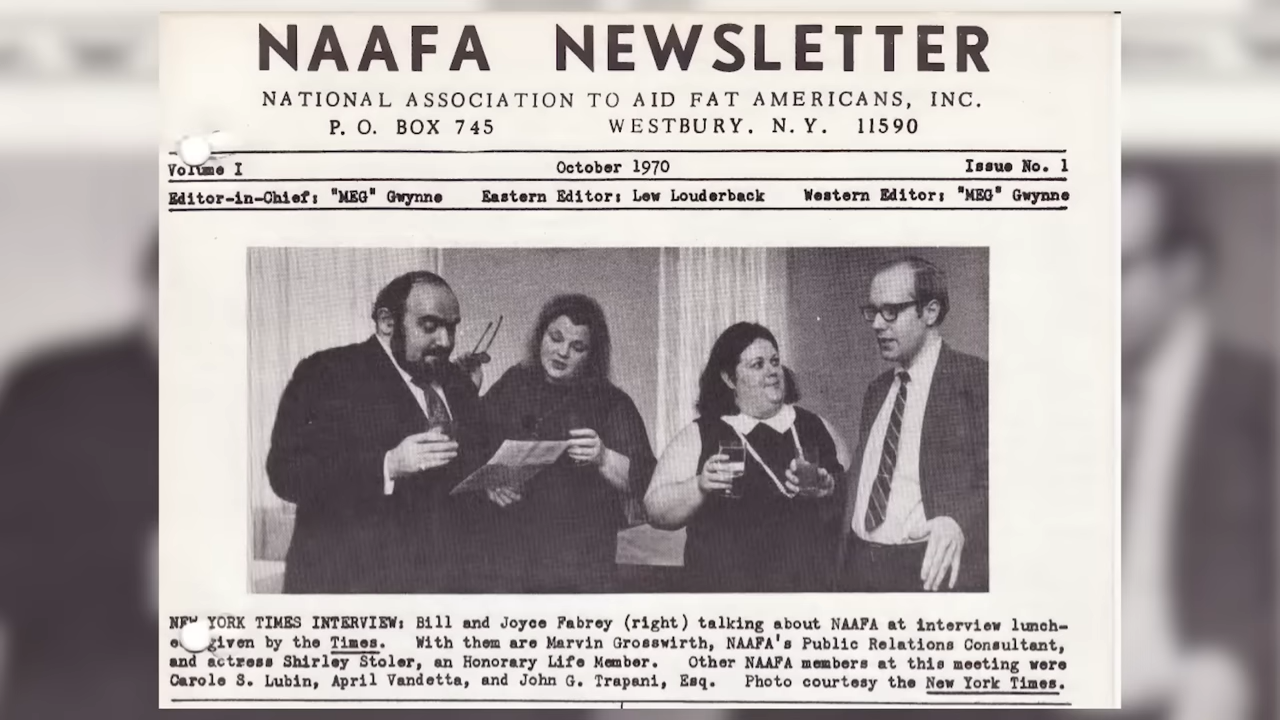 NAAFA NEWSLETTER
NATIONAL ASSOCIATION TO AID FAT AMERICANS, INC.
P. O. BOX 745 WESTBURY, N. Y. 11590
Volume I October 1970 Issue No. 1
Editor-in-Chief: "MEG" Gwynne Eastern Editor: Lew Louderback Western Editor: "MEG" Gwynne
NEW YORK TIMES INTERVIEW: Bill and Joyce Fabrey (right) talking about NAAFA at interview lunch-
given by the Times. With them are Marvin Grosswirth, NAAFA's Public Relations Consultant,
and actress Shirley Stoler, an Honorary Life Member. Other NAAFA members at this meeting were
Carole S. Lubin, April Vandetta, and John G. Trapani, Esq. Photo courtesy the New York Times.